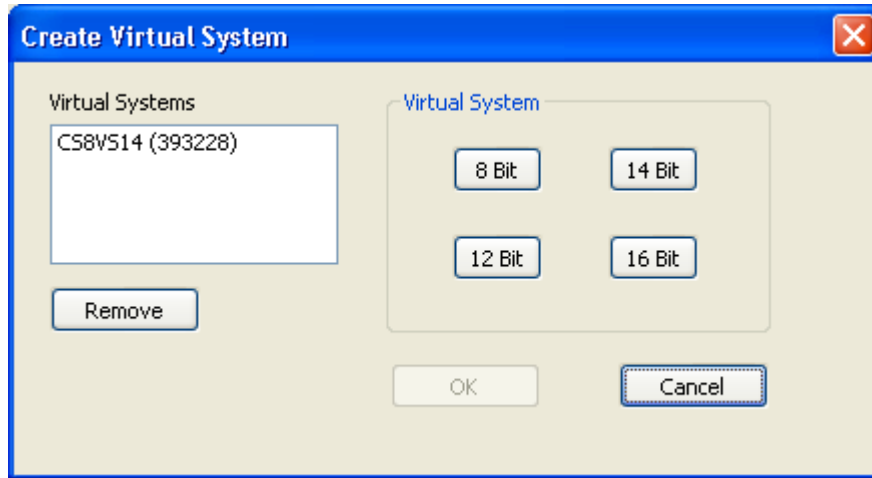 Create Virtual System
Virtual Systems
CS8VS14 (393228)
Remove
Virtual System
8 Bit
14 Bit
12 Bit
16 Bit
OK
Cancel